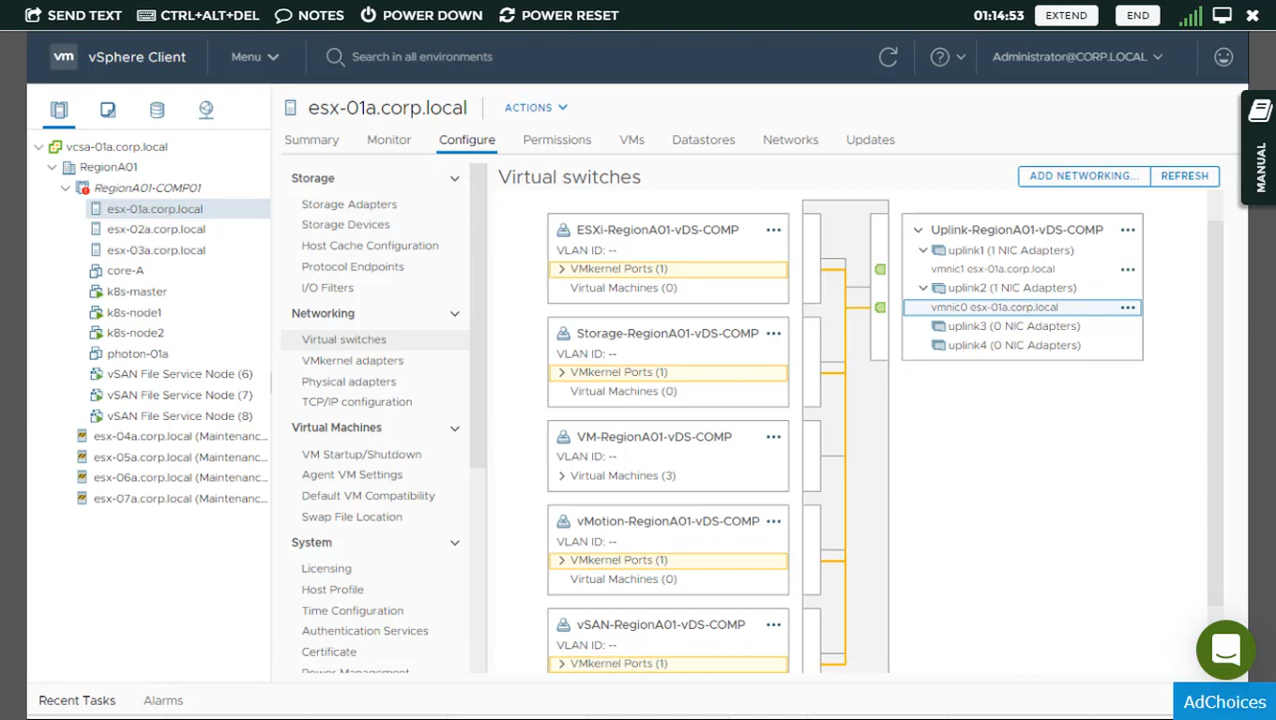 SEND TEXT CTRL+ALT+DEL NOTES POWER DOWN POWER RESET 01:14:53 EXTEND END
vm vSphere Client Menu Search in all environments Administrator@CORP.LOCAL
MANUAL
vcsa-01a.corp.local
RegionA01
RegionA01-COMP01
esx-01a.corp.local
esx-02a.corp.local
esx-03a.corp.local
core-A
k8s-master
k8s-node1
k8s-node2
photon-01a
vSAN File Service Node (6)
vSAN File Service Node (7)
vSAN File Service Node (8)
esx-04a.corp.local (Maintenanc...
esx-05a.corp.local (Maintenanc...
esx-06a.corp.local (Maintenanc...
esx-07a.corp.local (Maintenanc...
esx-01a.corp.local ACTIONS
Summary Monitor Configure Permissions VMs Datastores Networks Updates
Storage
Storage Adapters
Storage Devices
Host Cache Configuration
Protocol Endpoints
I/O Filters
Networking
Virtual switches
VMkernel adapters
Physical adapters
TCP/IP configuration
Virtual Machines
VM Startup/Shutdown
Agent VM Settings
Default VM Compatibility
Swap File Location
System
Licensing
Host Profile
Time Configuration
Authentication Services
Certificate
Power Management
Virtual switches
ADD NETWORKING... REFRESH
ESXi-RegionA01-vDS-COMP ...
VLAN ID: --
VMkernel Ports (1)
Virtual Machines (0)
Storage-RegionA01-vDS-COMP ...
VLAN ID: --
VMkernel Ports (1)
Virtual Machines (0)
VM-RegionA01-vDS-COMP ...
VLAN ID: --
Virtual Machines (3)
vMotion-RegionA01-vDS-COMP ...
VLAN ID: --
VMkernel Ports (1)
Virtual Machines (0)
vSAN-RegionA01-vDS-COMP ...
VLAN ID: --
VMkernel Ports (1)
Uplink-RegionA01-vDS-COMP ...
uplink1 (1 NIC Adapters)
vmnic1 esx-01a.corp.local ...
uplink2 (1 NIC Adapters)
vmnic0 esx-01a.corp.local ...
uplink3 (0 NIC Adapters)
uplink4 (0 NIC Adapters)
Recent Tasks Alarms
AdChoices